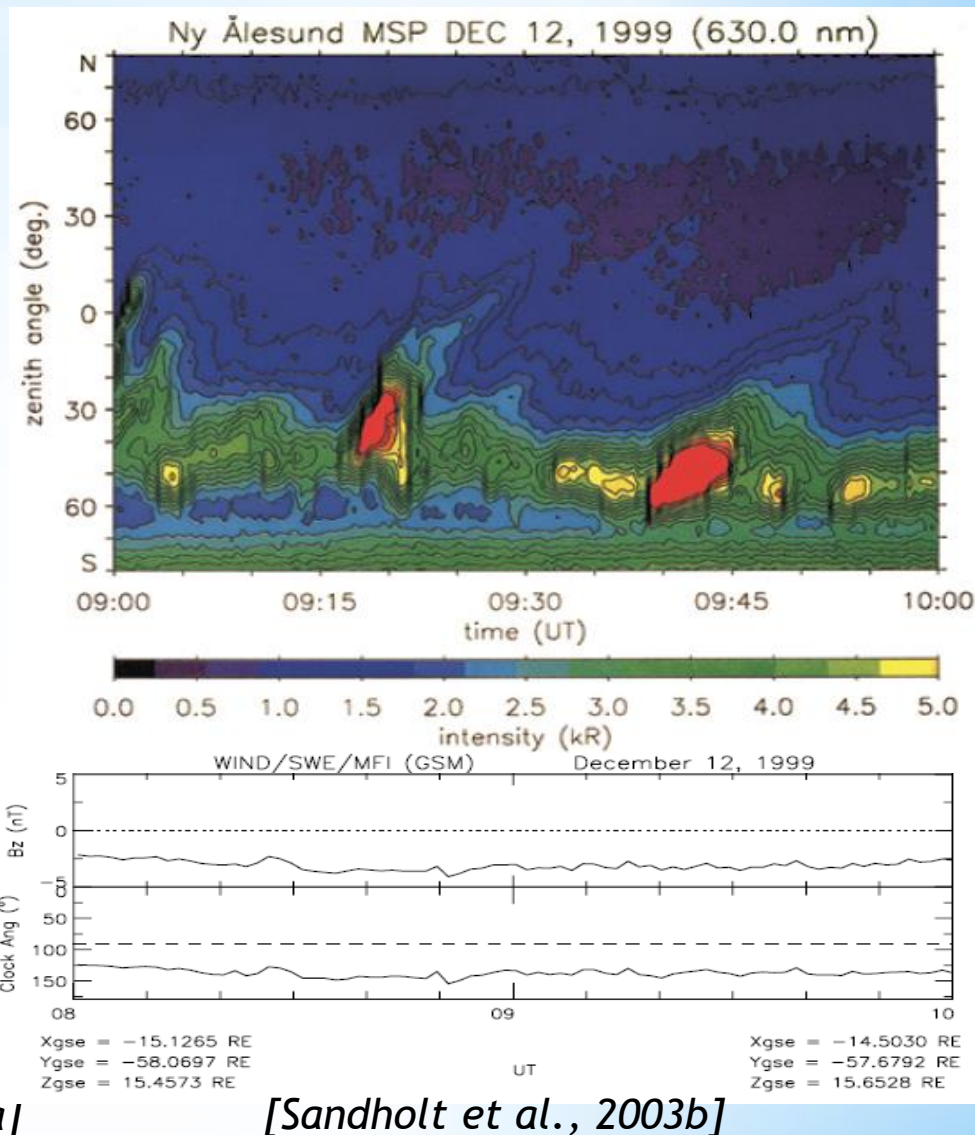 Ny Ålesund MSP DEC 12, 1999 (630.0 nm)
N
60
30
0
30
60
S
zenith angle (deg.)
09:00 09:15 09:30 09:45 10:00
time (UT)
0.0 0.5 1.0 1.5 2.0 2.5 3.0 3.5 4.0 4.5 5.0
intensity (kR)
WIND/SWE/MFI (GSM) December 12, 1999
5
0
-5
Bz (nT)
0
50
100
150
Clock Ang (°)
08 09 10
UT
Xgse = -15.1265 RE
Ygse = -58.0697 RE
Zgse = 15.4573 RE
Xgse = -14.5030 RE
Ygse = -57.6792 RE
Zgse = 15.6528 RE
[Sandholt et al., 2003b]